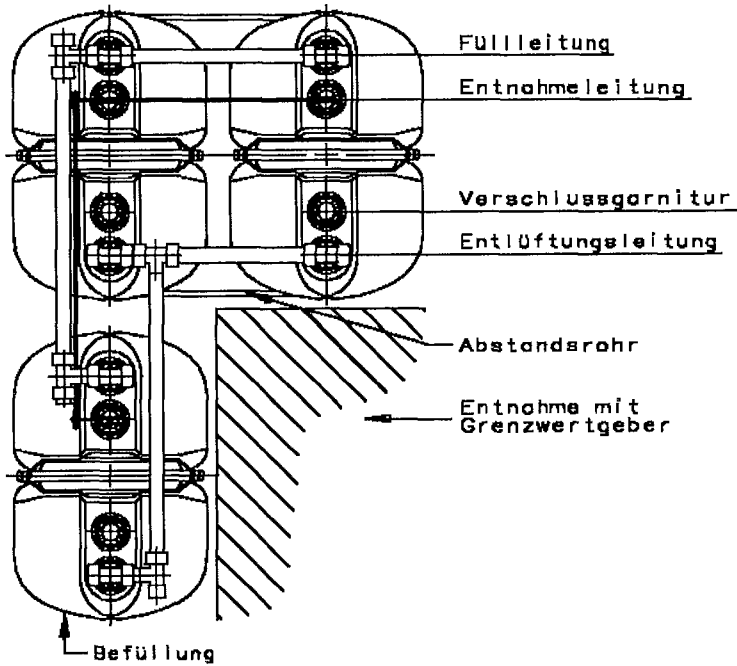 Füllleitung
Entnahmeleitung
Verschlussgarnitur
Entlüftungsleitung
Abstandsrohr
Entnahme mit
Grenzwertgeber
Befüllung